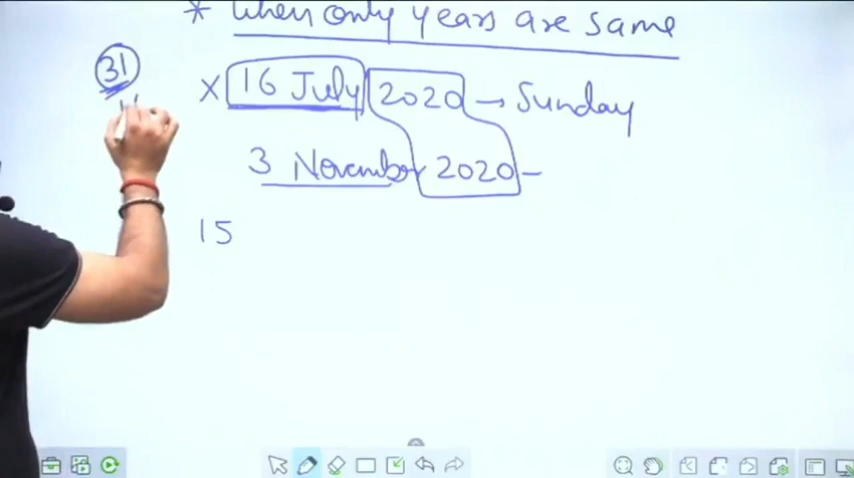 * When only years are same
31
x 16 July 2020 → Sunday
3 November 2020 -
15